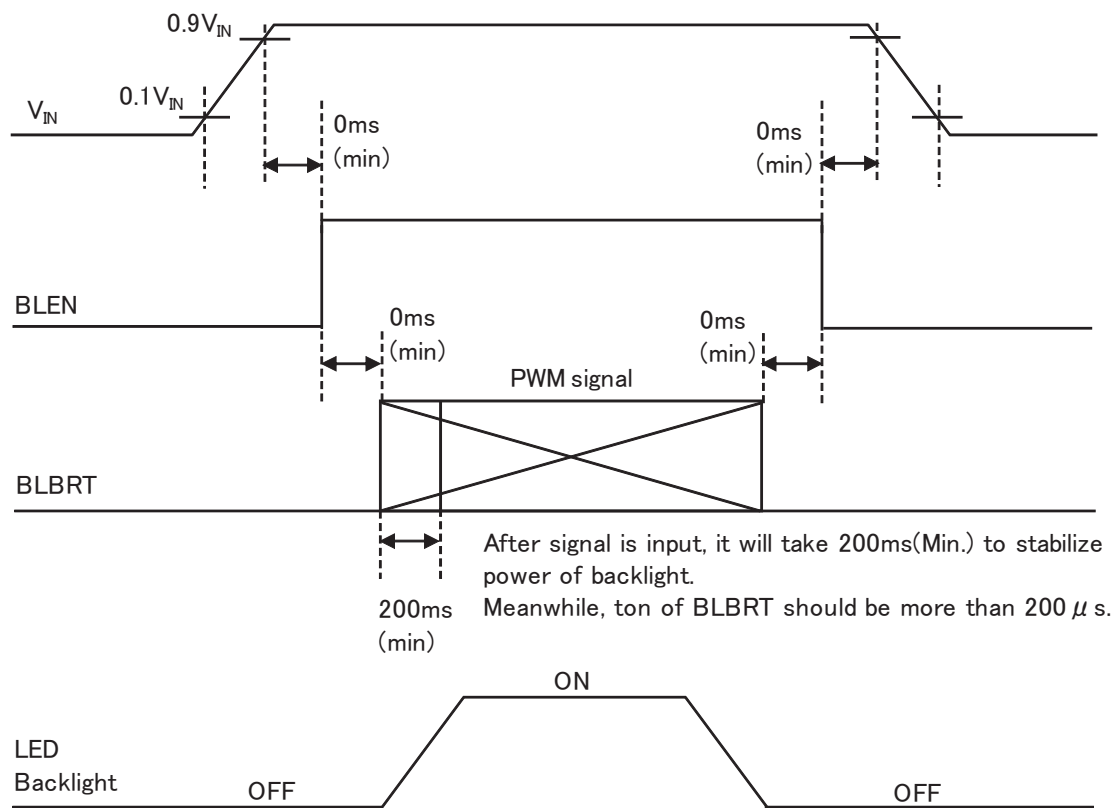 0.9VIN
0.1VIN
VIN
0ms
(min)
0ms
(min)
BLEN
0ms
(min)
0ms
(min)
PWM signal
BLBRT
After signal is input, it will take 200ms(Min.) to stabilize
power of backlight.
Meanwhile, ton of BLBRT should be more than 200 μ s.
200ms
(min)
ON
LED
Backlight
OFF
OFF